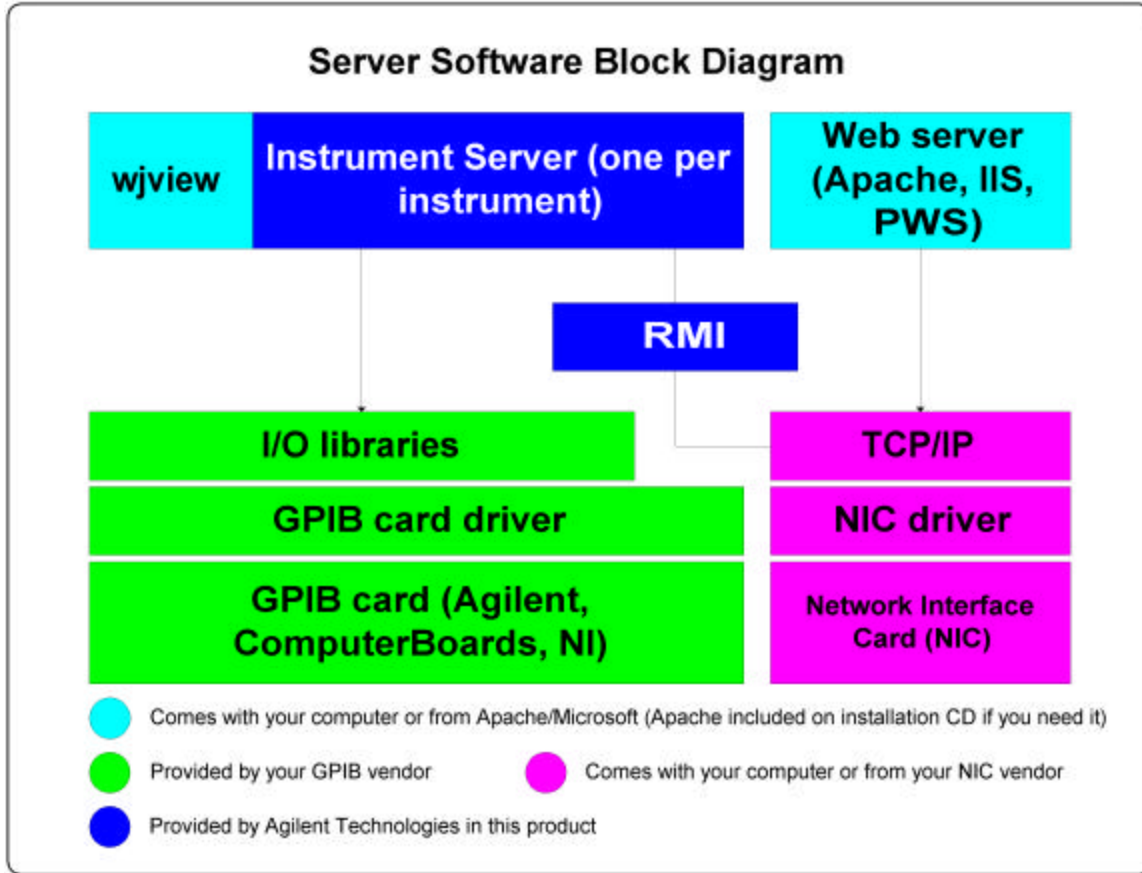 Server Software Block Diagram
wjview
Instrument Server (one per
instrument)
Web server
(Apache, IIS,
PWS)
RMI
I/O libraries
TCP/IP
GPIB card driver
NIC driver
GPIB card (Agilent,
ComputerBoards, NI)
Network Interface
Card (NIC)
Comes with your computer or from Apache/Microsoft (Apache included on installation CD if you need it)
Provided by your GPIB vendor
Comes with your computer or from your NIC vendor
Provided by Agilent Technologies in this product